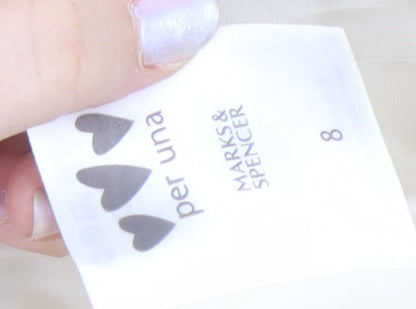 per una
MARKS &
SPENCER
8